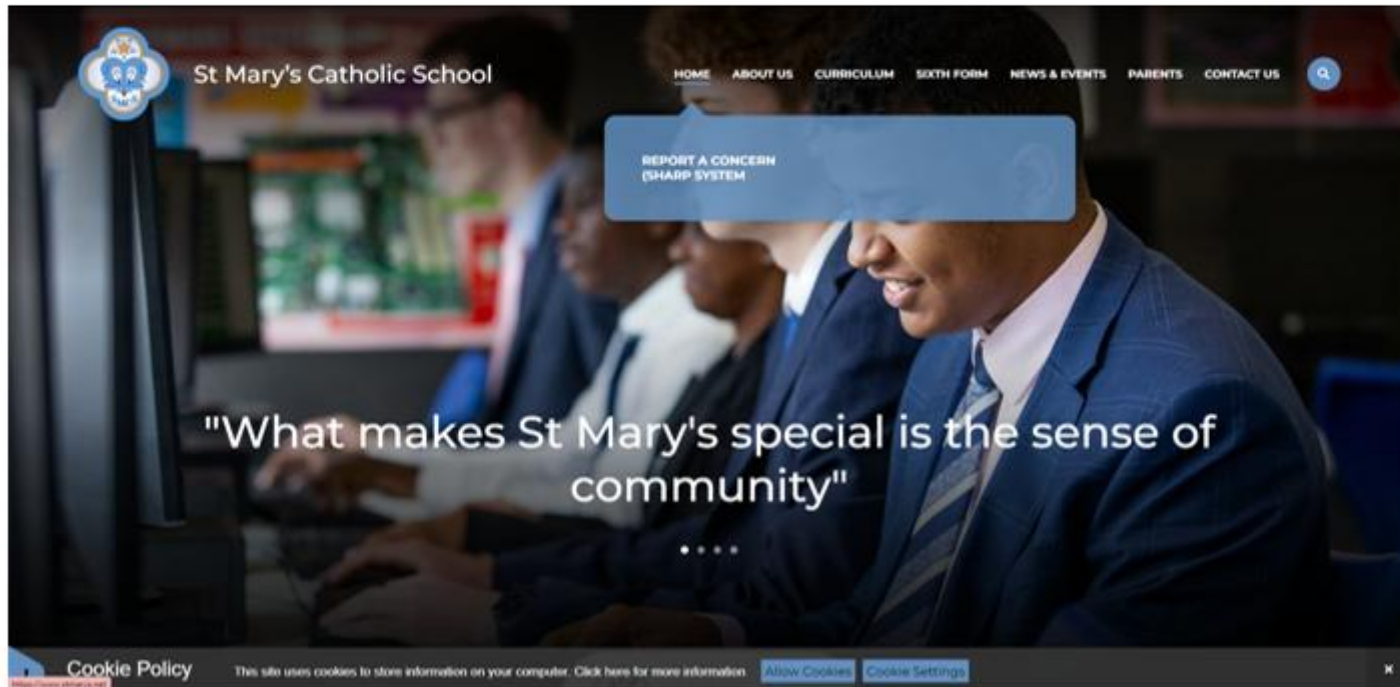 St Mary's Catholic School
HOME ABOUT US CURRICULUM SIXTH FORM NEWS & EVENTS PARENTS CONTACT US
REPORT A CONCERN
(SHARP SYSTEM
"What makes St Mary's special is the sense of
community"
Cookie Policy This site uses cookies to store information on your computer. Click here for more information Allow Cookies Cookie Settings ×